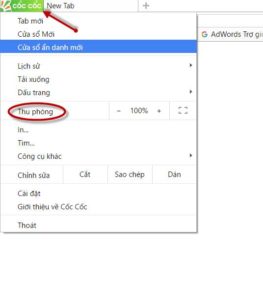 CỐC CỐC New Tab
Tab mới
Cửa sổ Mới
Cửa sổ ẩn danh mới
G AdWords Trợ gi
Lịch sử
Tải xuống
Dấu trang
Thu phóng - 100% +
In...
Tìm...
Công cụ khác
Chỉnh sửa Cắt Sao chép Dán
Cài đặt
Giới thiệu về Cốc Cốc
Thoát